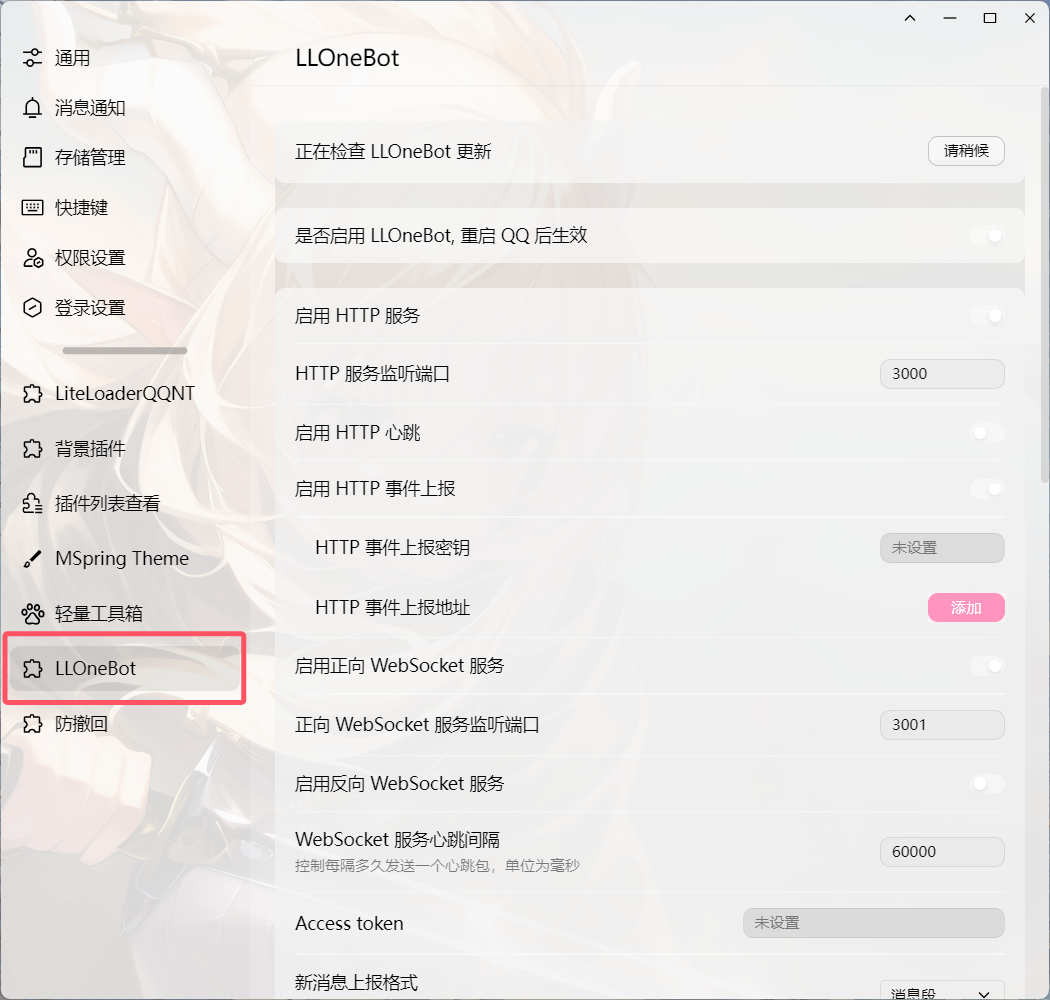 通用
消息通知
存储管理
快捷键
权限设置
登录设置
LiteLoaderQQNT
背景插件
插件列表查看
MSpring Theme
轻量工具箱
LLOneBot
防撤回
LLOneBot
正在检查 LLOneBot 更新
请稍候
是否启用 LLOneBot, 重启 QQ 后生效
启用 HTTP 服务
HTTP 服务监听端口
3000
启用 HTTP 心跳
启用 HTTP 事件上报
HTTP 事件上报密钥
未设置
HTTP 事件上报地址
添加
启用正向 WebSocket 服务
正向 WebSocket 服务监听端口
3001
启用反向 WebSocket 服务
WebSocket 服务心跳间隔
控制每隔多久发送一个心跳包，单位为毫秒
60000
Access token
未设置
新消息上报格式
消息段